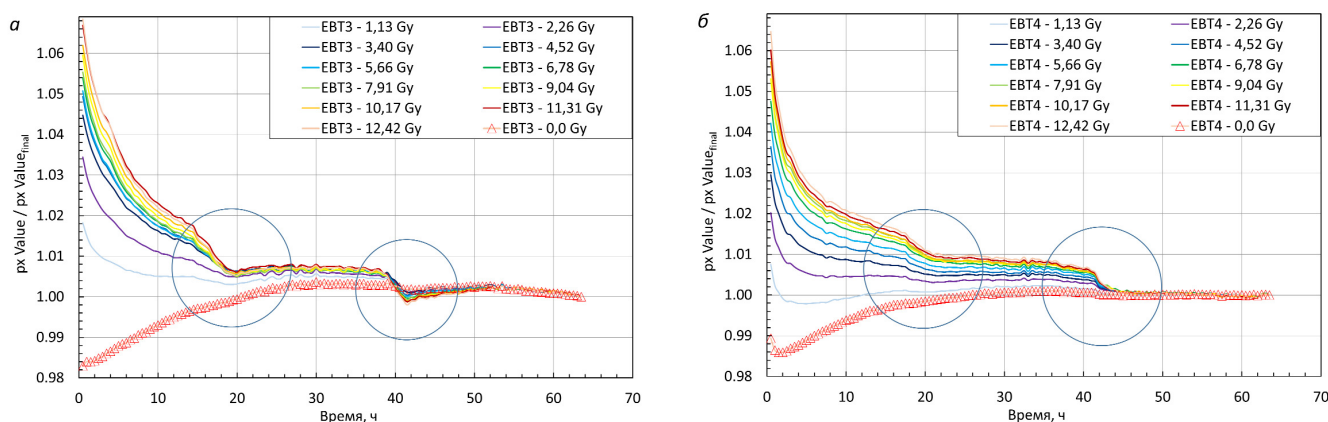 а
px Value / px Value final
1.06
1.05
1.04
1.03
1.02
1.01
1.00
0.99
0.98
0 10 20 30 40 50 60 70
Время, ч
EBT3 - 1,13 Gy EBT3 - 2,26 Gy
EBT3 - 3,40 Gy EBT3 - 4,52 Gy
EBT3 - 5,66 Gy EBT3 - 6,78 Gy
EBT3 - 7,91 Gy EBT3 - 9,04 Gy
EBT3 - 10,17 Gy EBT3 - 11,31 Gy
EBT3 - 12,42 Gy EBT3 - 0,0 Gy
б
px Value / px Value final
1.06
1.05
1.04
1.03
1.02
1.01
1.00
0.99
0.98
0 10 20 30 40 50 60 70
Время, ч
EBT4 - 1,13 Gy EBT4 - 2,26 Gy
EBT4 - 3,40 Gy EBT4 - 4,52 Gy
EBT4 - 5,66 Gy EBT4 - 6,78 Gy
EBT4 - 7,91 Gy EBT4 - 9,04 Gy
EBT4 - 10,17 Gy EBT4 - 11,31 Gy
EBT4 - 12,42 Gy EBT4 - 0,0 Gy